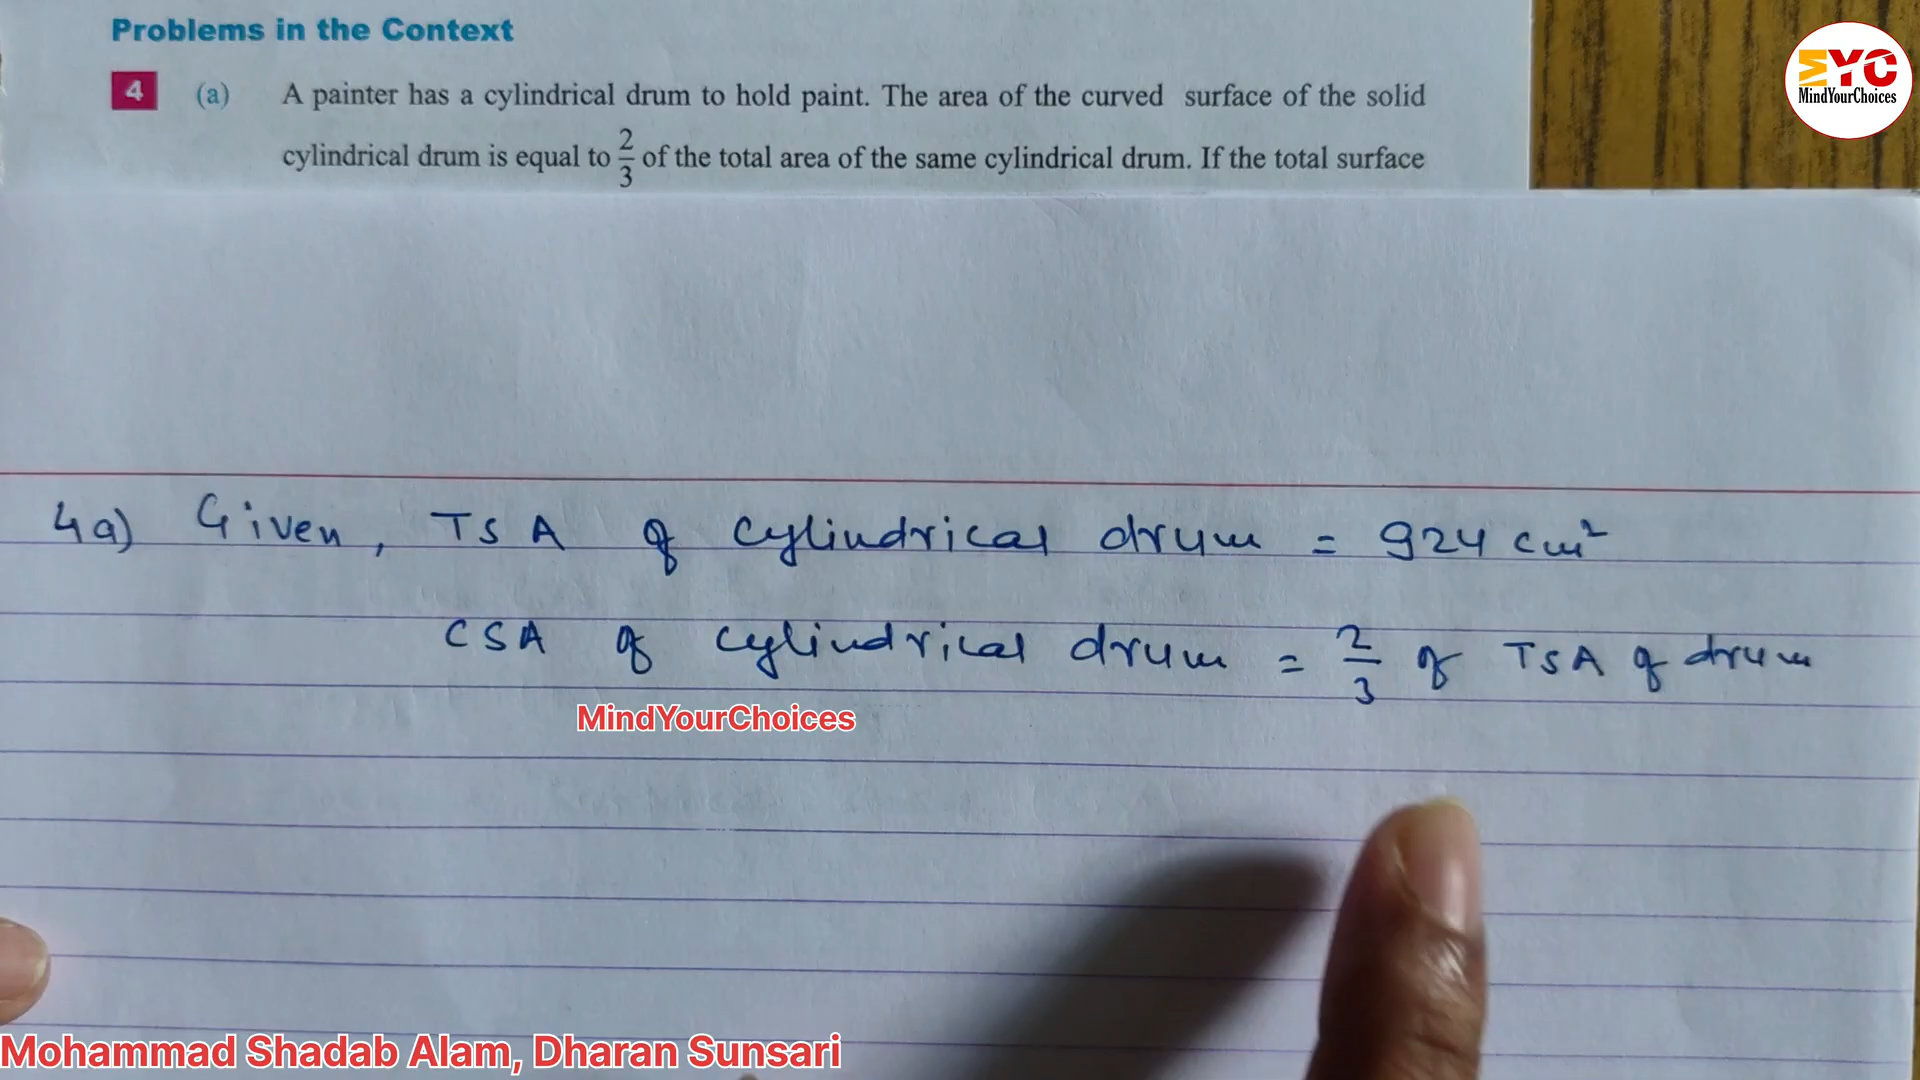 Problems in the Context
MYC
MindYourChoices
4 (a) A painter has a cylindrical drum to hold paint. The area of the curved surface of the solid
cylindrical drum is equal to 2/3 of the total area of the same cylindrical drum. If the total surface
4a) Given, TSA of cylindrical drum = 924 cm²
CSA of cylindrical drum = 2/3 of TSA of drum
MindYourChoices
Mohammad Shadab Alam, Dharan Sunsari